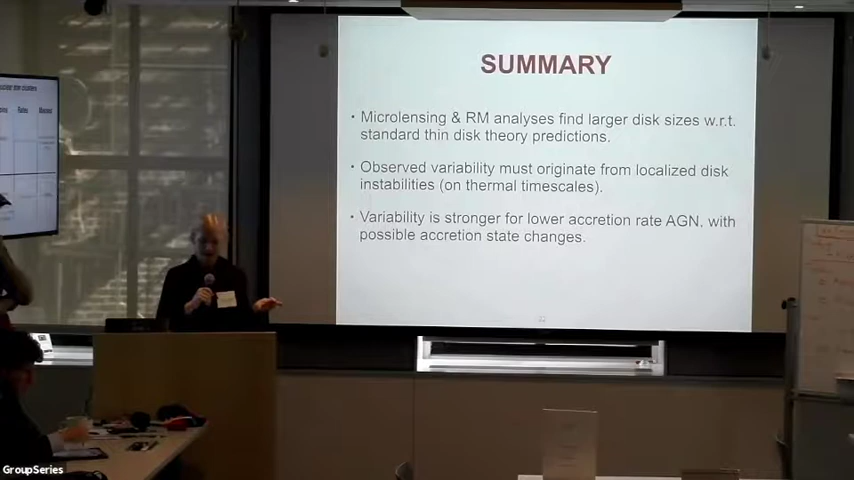 SUMMARY
• Microlensing & RM analyses find larger disk sizes w.r.t.
standard thin disk theory predictions.
• Observed variability must originate from localized disk
instabilities (on thermal timescales).
• Variability is stronger for lower accretion rate AGN, with
possible accretion state changes.
GroupSeries